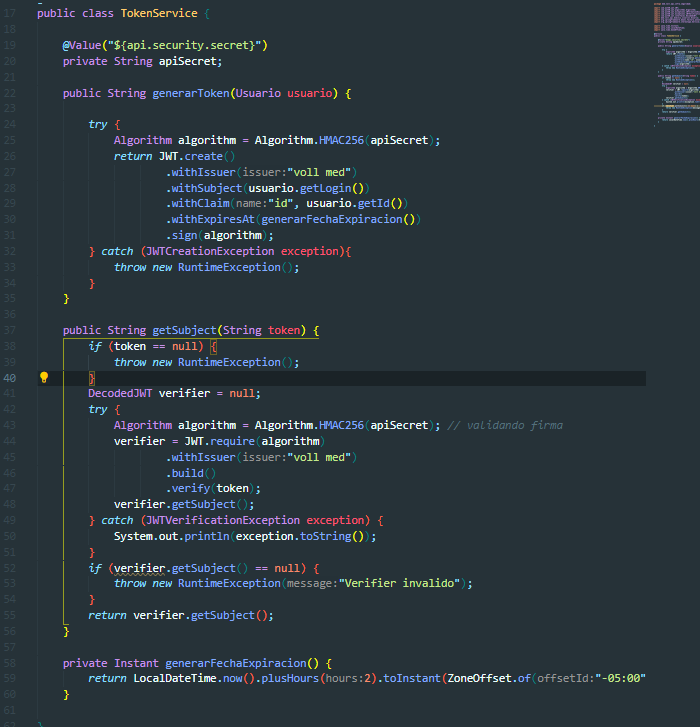 17 public class TokenService {
18
19 @Value("${api.security.secret}")
20 private String apiSecret;
21
22 public String generarToken(Usuario usuario) {
23
24 try {
25 Algorithm algorithm = Algorithm.HMAC256(apiSecret);
26 return JWT.create()
27 .withIssuer(issuer:"voll med")
28 .withSubject(usuario.getLogin())
29 .withClaim(name:"id", usuario.getId())
30 .withExpiresAt(generarFechaExpiracion())
31 .sign(algorithm);
32 } catch (JWTCreationException exception){
33 throw new RuntimeException();
34 }
35 }
36
37 public String getSubject(String token) {
38 if (token == null) {
39 throw new RuntimeException();
40 }
41 DecodedJWT verifier = null;
42 try {
43 Algorithm algorithm = Algorithm.HMAC256(apiSecret); // validando firma
44 verifier = JWT.require(algorithm)
45 .withIssuer(issuer:"voll med")
46 .build()
47 .verify(token);
48 verifier.getSubject();
49 } catch (JWTVerificationException exception) {
50 System.out.println(exception.toString());
51 }
52 if (verifier.getSubject() == null) {
53 throw new RuntimeException(message:"Verifier invalido");
54 }
55 return verifier.getSubject();
56 }
57
58 private Instant generarFechaExpiracion() {
59 return LocalDateTime.now().plusHours(hours:2).toInstant(ZoneOffset.of(offsetId:"-05:00"
60 }
61
62 }